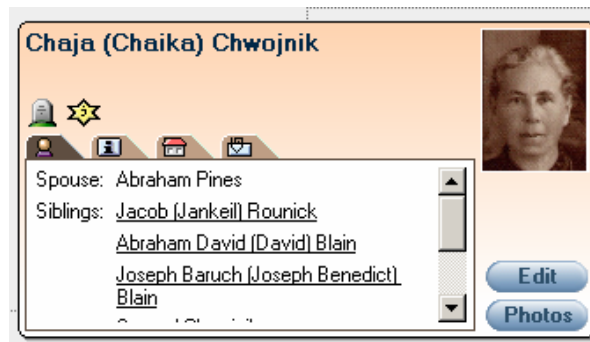 Chaja (Chaika) Chwojnik
Spouse: Abraham Pines
Siblings: Jacob (Jankeil) Rounick
Abraham David (David) Blain
Joseph Baruch (Joseph Benedict)
Blain
Edit
Photos